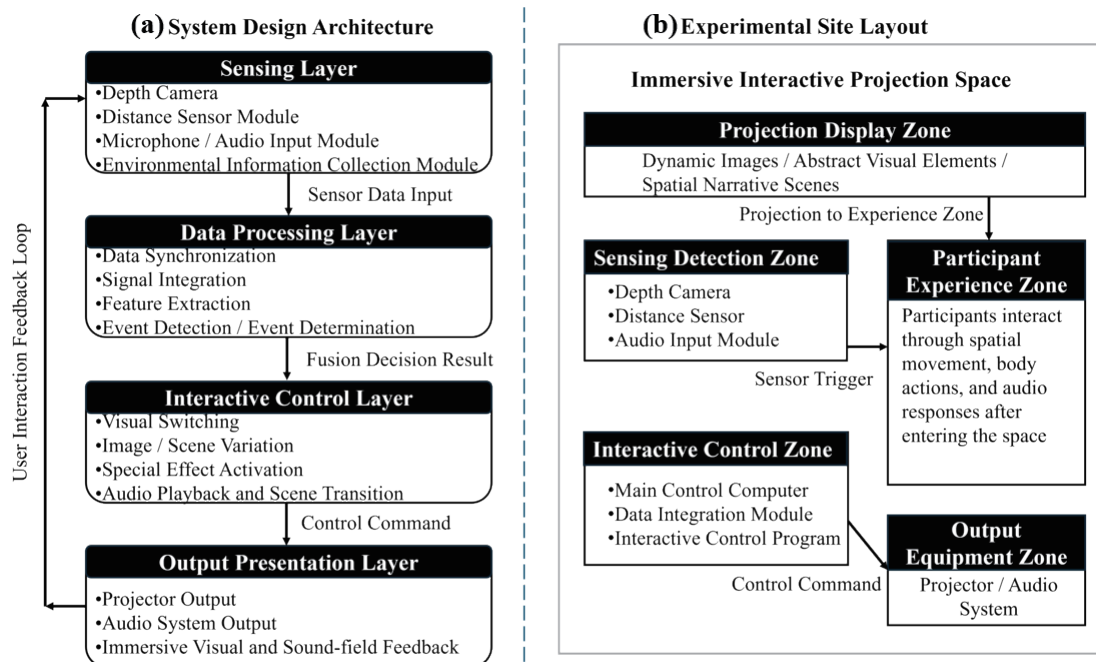 (a) System Design Architecture
Sensing Layer
•Depth Camera
•Distance Sensor Module
•Microphone / Audio Input Module
•Environmental Information Collection Module
Sensor Data Input
Data Processing Layer
•Data Synchronization
•Signal Integration
•Feature Extraction
•Event Detection / Event Determination
Fusion Decision Result
Interactive Control Layer
•Visual Switching
•Image / Scene Variation
•Special Effect Activation
•Audio Playback and Scene Transition
Control Command
Output Presentation Layer
•Projector Output
•Audio System Output
•Immersive Visual and Sound-field Feedback
User Interaction Feedback Loop
(b) Experimental Site Layout
Immersive Interactive Projection Space
Projection Display Zone
Dynamic Images / Abstract Visual Elements /
Spatial Narrative Scenes
Projection to Experience Zone
Sensing Detection Zone
•Depth Camera
•Distance Sensor
•Audio Input Module
Sensor Trigger
Participant
Experience Zone
Participants interact
through spatial
movement, body
actions, and audio
responses after
entering the space
Interactive Control Zone
•Main Control Computer
•Data Integration Module
•Interactive Control Program
Control Command
Output
Equipment Zone
Projector / Audio
System